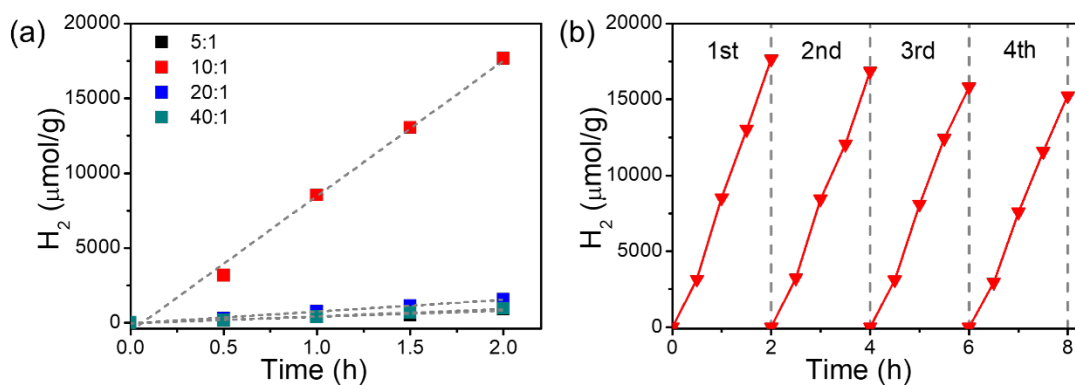 (a)
H2 (μmol/g)
20000
15000
10000
5000
0
5:1
10:1
20:1
40:1
0.0 0.5 1.0 1.5 2.0
Time (h)
(b)
H2 (μmol/g)
20000
15000
10000
5000
0
1st 2nd 3rd 4th
0 2 4 6 8
Time (h)